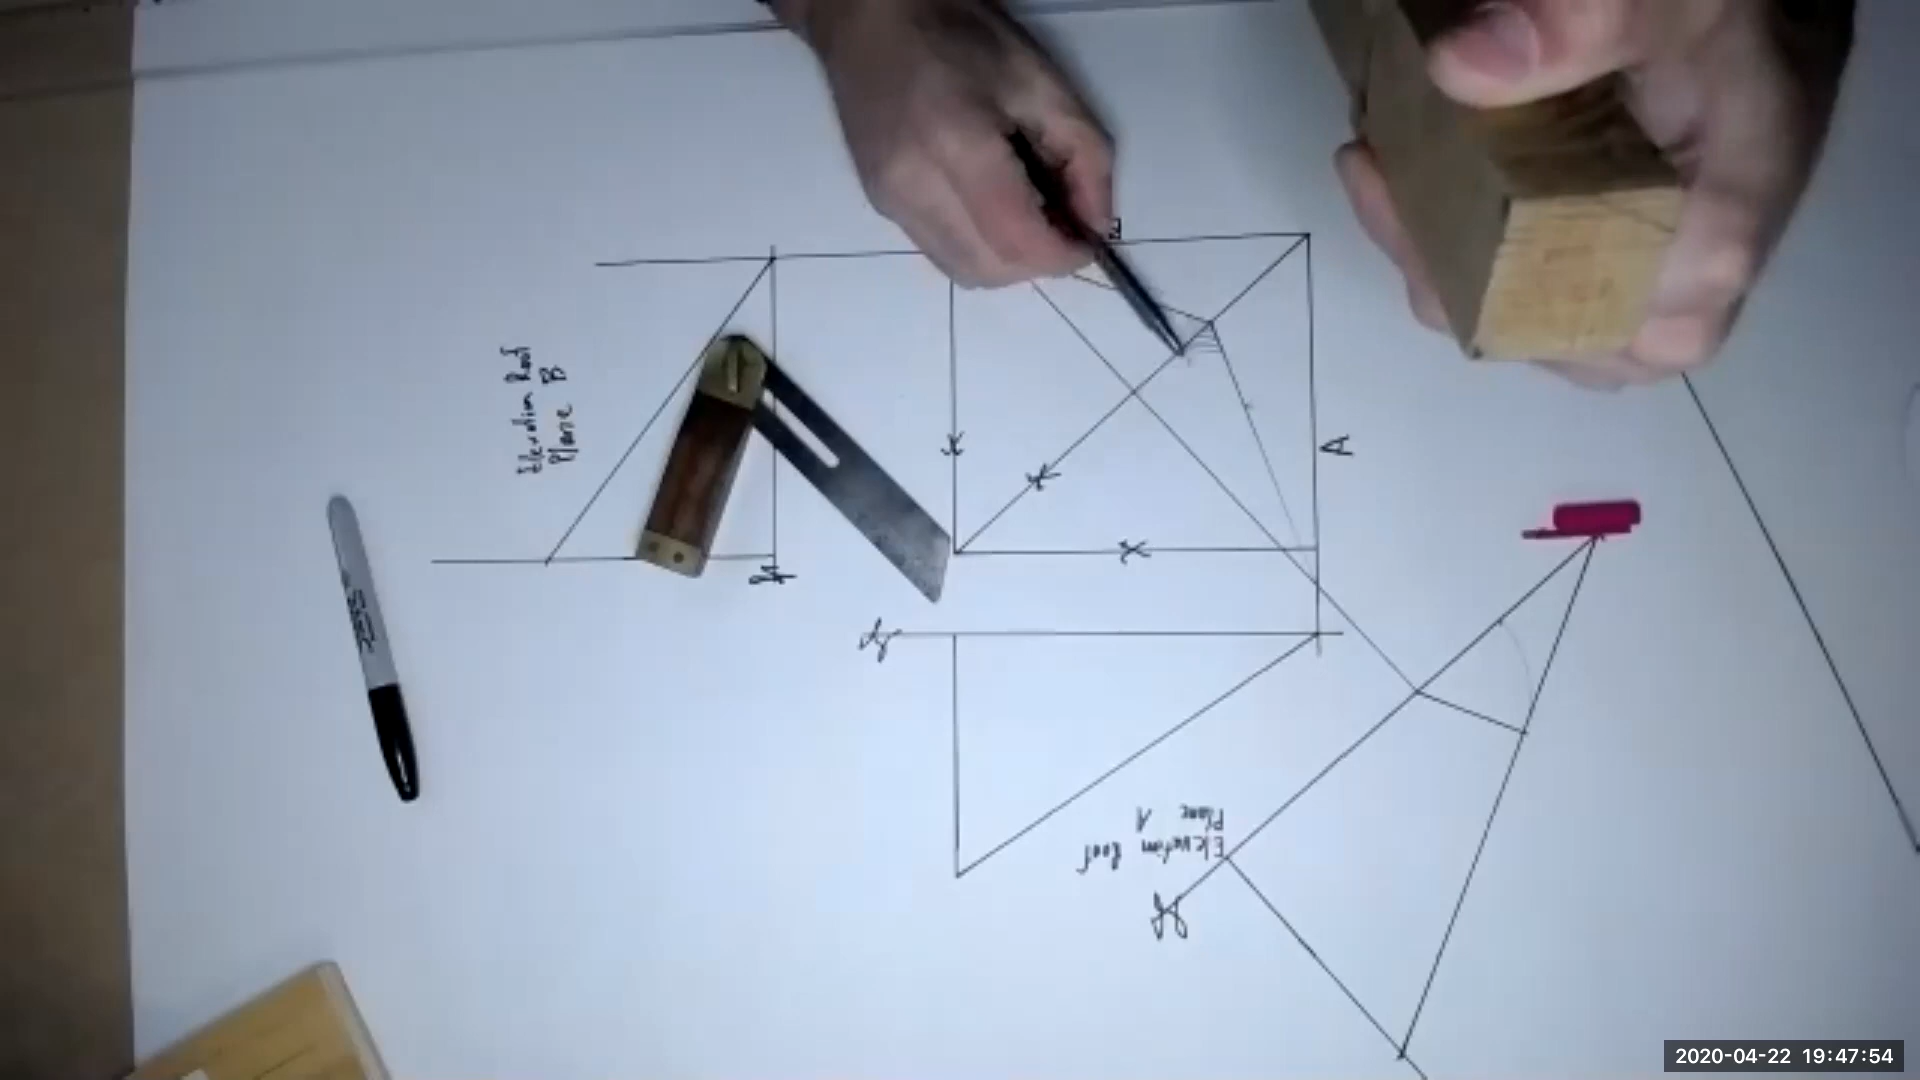 Elevation Roof
Plane B
B
A
Elevation Roof
Plane A
2020-04-22 19:47:54